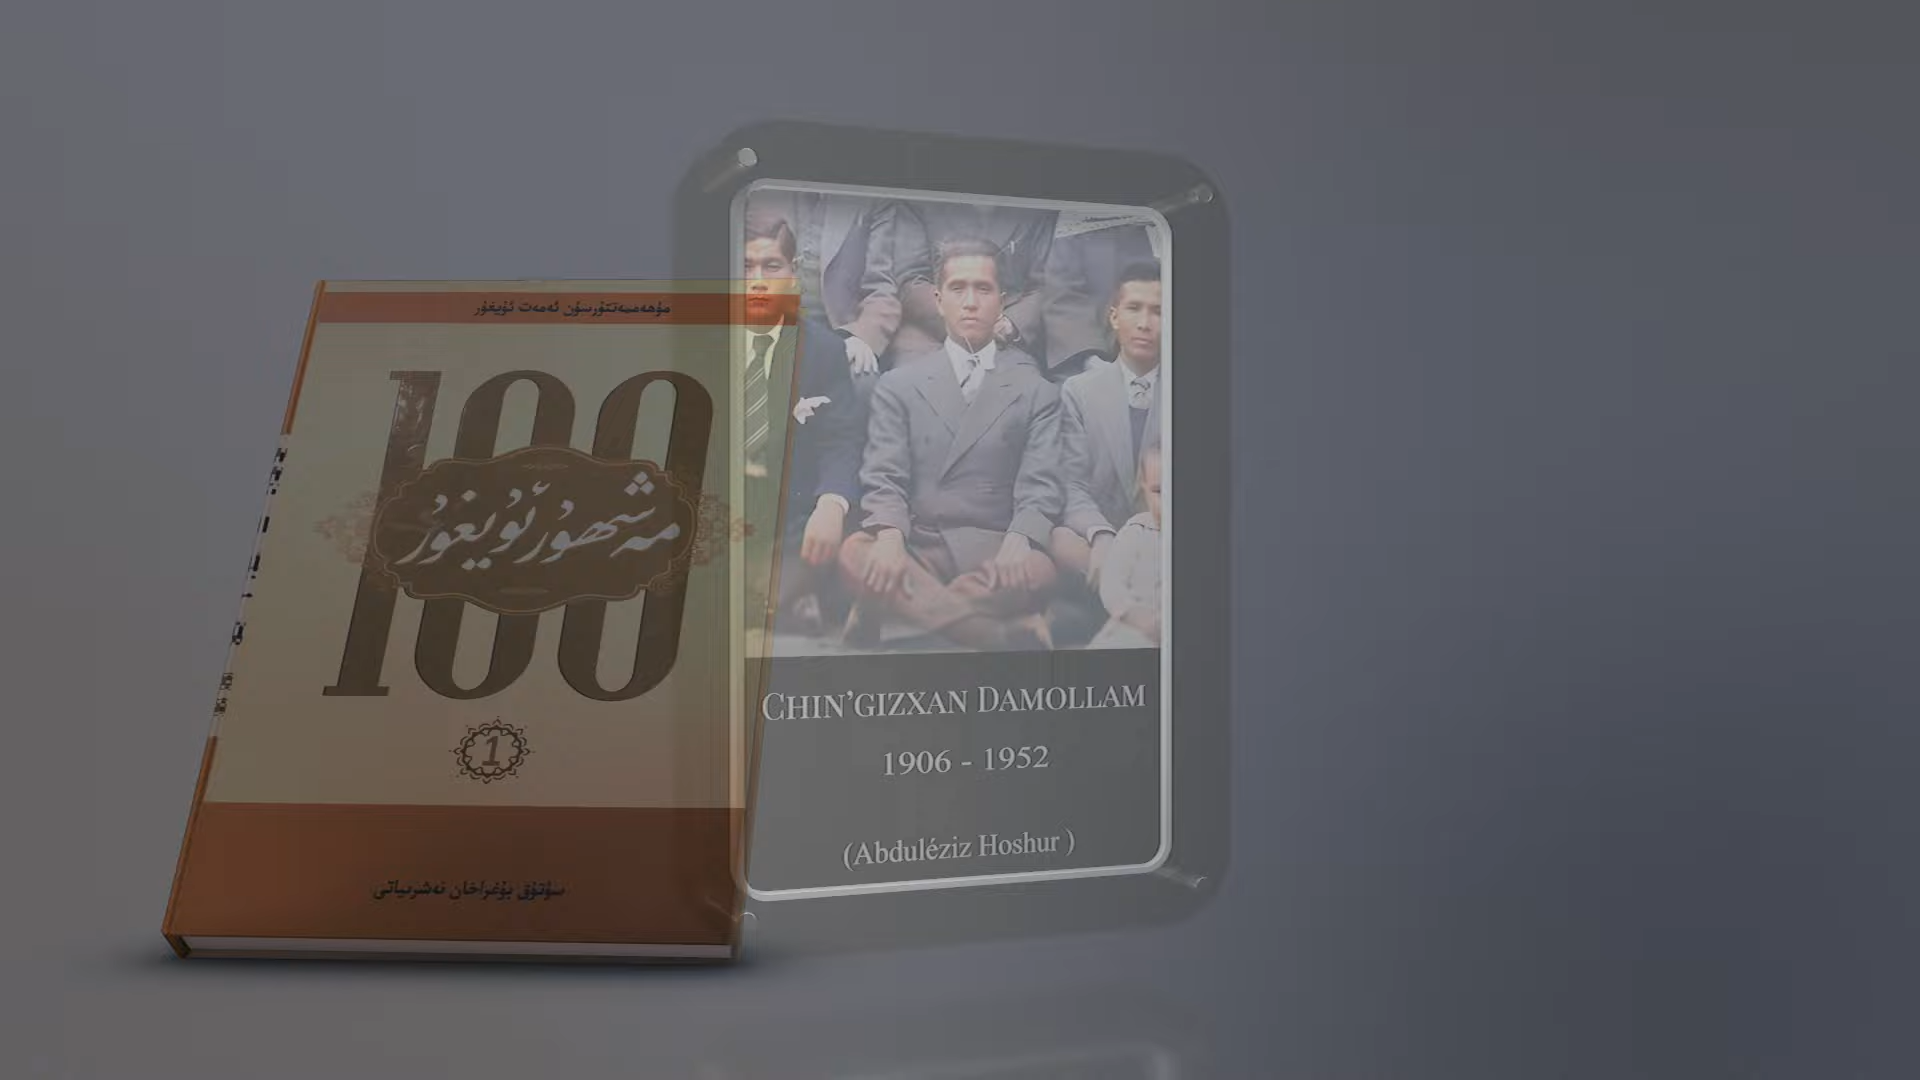 مۇھەممەتتۇرسۇن ئەمەت ئۇيغۇر
100
مەشھۇر ئۇيغۇر
1
سۇتۇق بۇغراخان نەشرىياتى
CHIN'GIZXAN DAMOLLAM
1906 - 1952
(Abduléziz Hoshur )